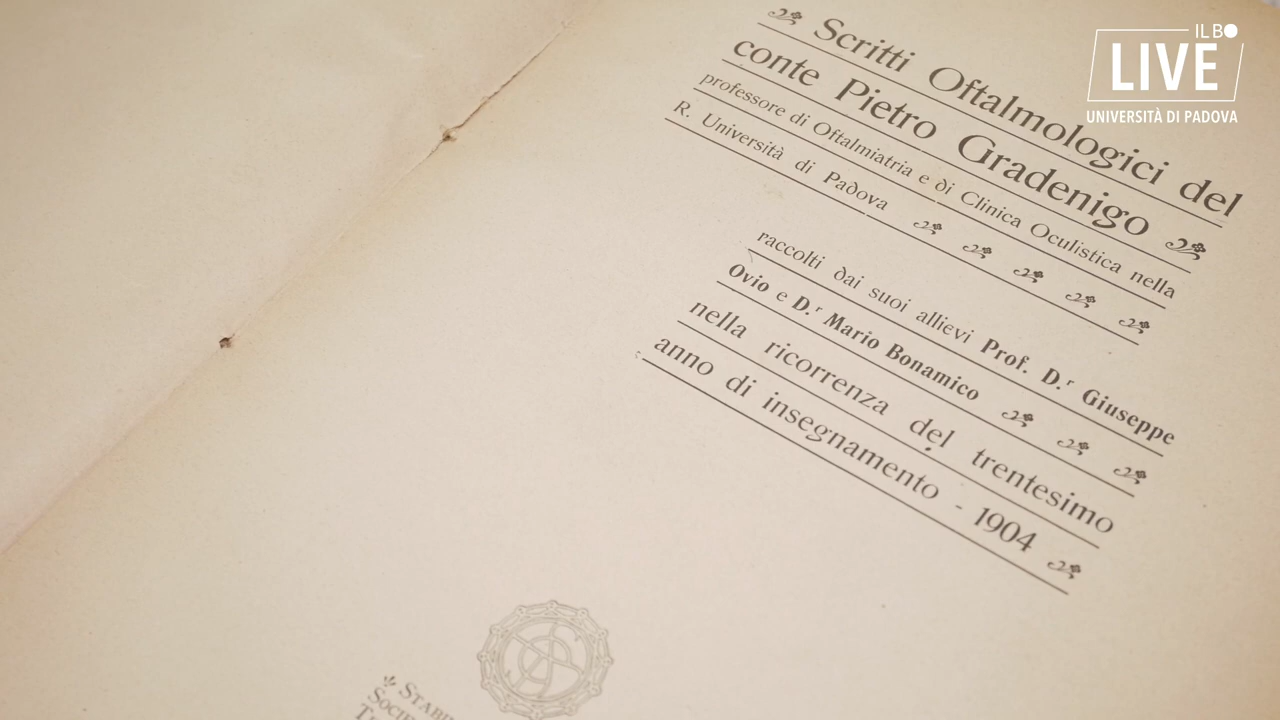 Scritti Oftalmologici del
conte Pietro Gradenigo
professore di Oftalmiatria e di Clinica Oculistica nella
R. Università di Padova
raccolti dai suoi allievi Prof. D.r Giuseppe
Ovio e D.r Mario Bonamico
nella ricorrenza del trentesimo
anno di insegnamento - 1904
IL BO
LIVE
UNIVERSITÀ DI PADOVA